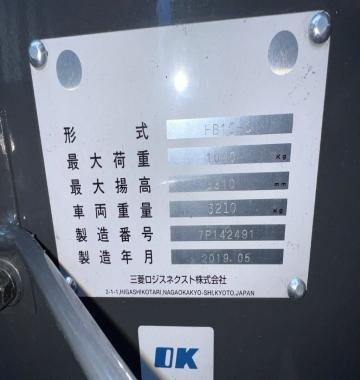 形式
最大荷重 Kg
最大揚高 mm
車両重量 3210 Kg
製造番号 7P142491
製造年月 2019.05
三菱ロジスネクスト株式会社
2-1-1,HIGASHIKOTARI,NAGAOKAKYO-SHI,KYOTO,JAPAN
OK